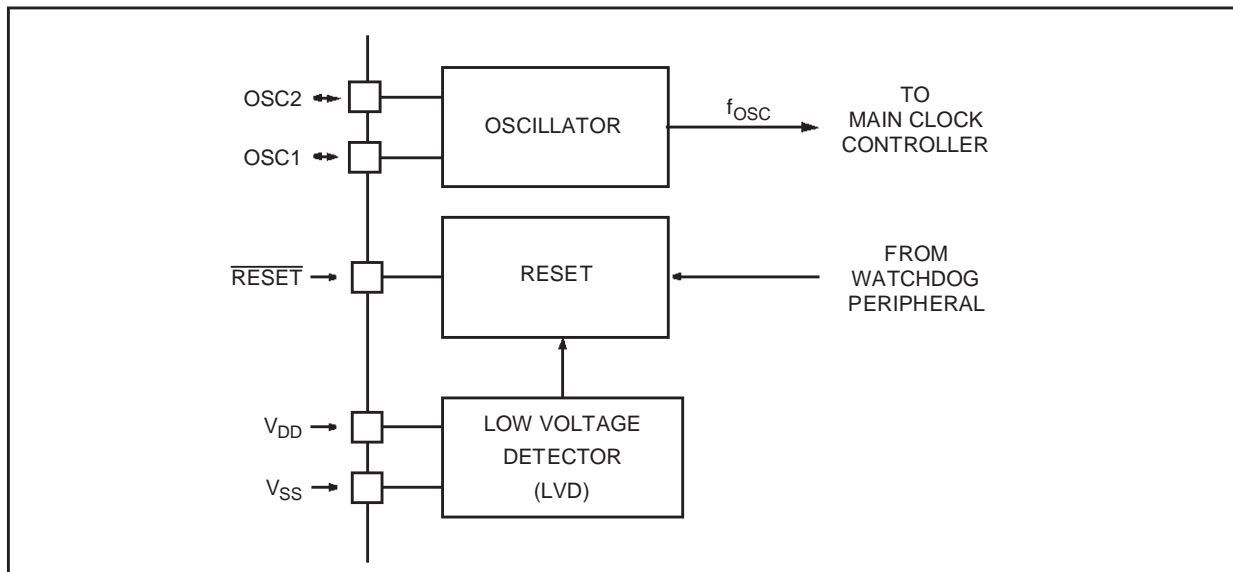 OSC2
OSC1
OSCILLATOR
fOSC
TO
MAIN CLOCK
CONTROLLER
RESET
RESET
FROM
WATCHDOG
PERIPHERAL
VDD
VSS
LOW VOLTAGE
DETECTOR
(LVD)